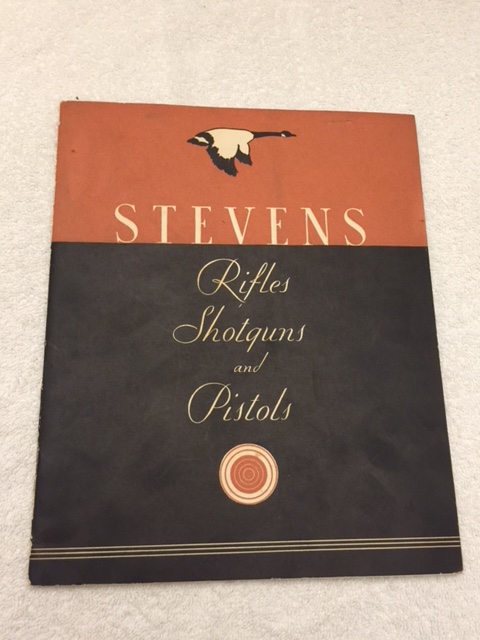 STEVENS
Rifles
Shotguns
and
Pistols